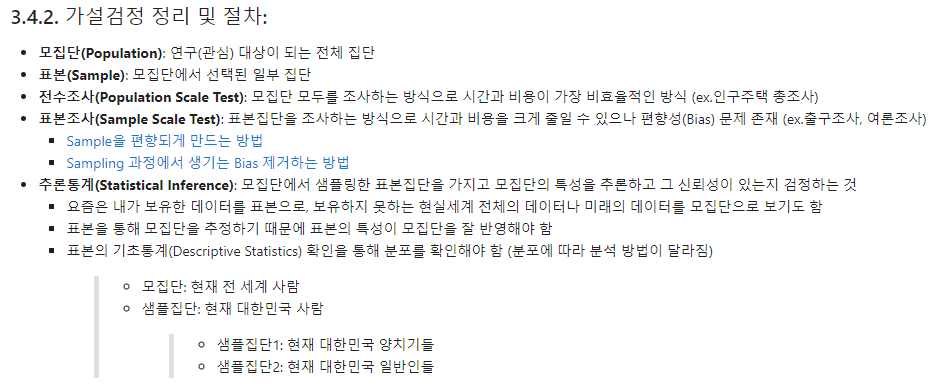 3.4.2. 가설검정 정리 및 절차:
모집단(Population): 연구(관심) 대상이 되는 전체 집단
표본(Sample): 모집단에서 선택된 일부 집단
전수조사(Population Scale Test): 모집단 모두를 조사하는 방식으로 시간과 비용이 가장 비효율적인 방식 (ex.인구주택 총조사)
표본조사(Sample Scale Test): 표본집단을 조사하는 방식으로 시간과 비용을 크게 줄일 수 있으나 편향성(Bias) 문제 존재 (ex.출구조사, 여론조사)
Sample을 편향되게 만드는 방법
Sampling 과정에서 생기는 Bias 제거하는 방법
추론통계(Statistical Inference): 모집단에서 샘플링한 표본집단을 가지고 모집단의 특성을 추론하고 그 신뢰성이 있는지 검정하는 것
요즘은 내가 보유한 데이터를 표본으로, 보유하지 못하는 현실세계 전체의 데이터나 미래의 데이터를 모집단으로 보기도 함
표본을 통해 모집단을 추정하기 때문에 표본의 특성이 모집단을 잘 반영해야 함
표본의 기초통계(Descriptive Statistics) 확인을 통해 분포를 확인해야 함 (분포에 따라 분석 방법이 달라짐)
모집단: 현재 전 세계 사람
샘플집단: 현재 대한민국 사람
샘플집단1: 현재 대한민국 양치기들
샘플집단2: 현재 대한민국 일반인들